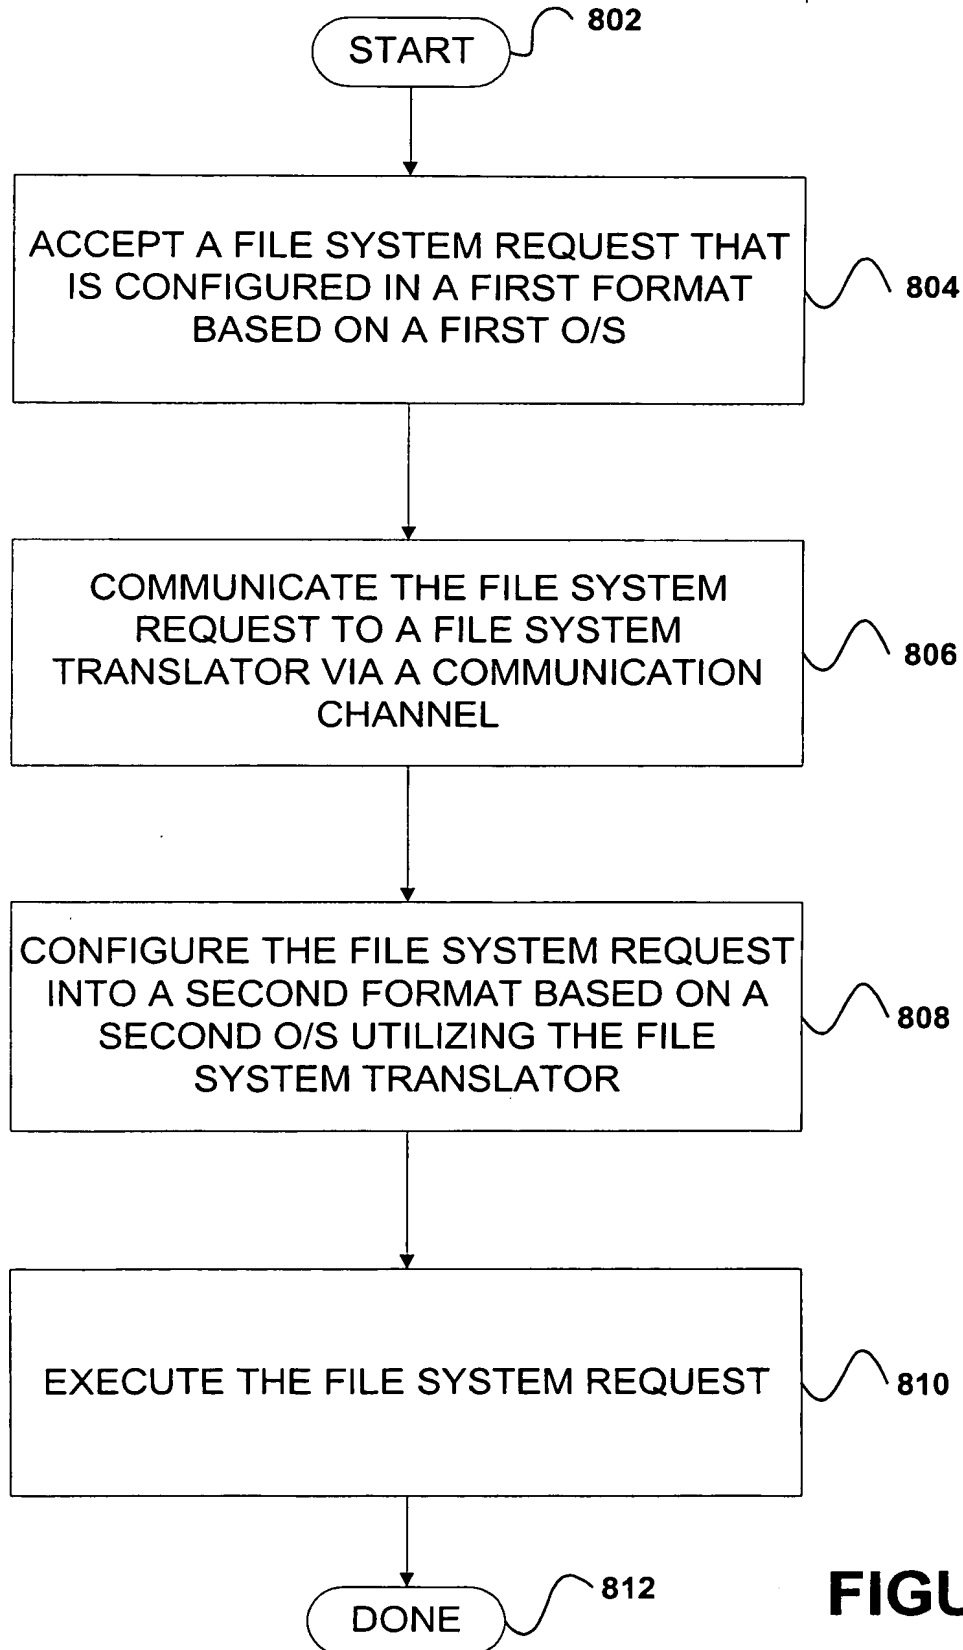 START
802
ACCEPT A FILE SYSTEM REQUEST THAT
IS CONFIGURED IN A FIRST FORMAT
BASED ON A FIRST O/S
804
COMMUNICATE THE FILE SYSTEM
REQUEST TO A FILE SYSTEM
TRANSLATOR VIA A COMMUNICATION
CHANNEL
806
CONFIGURE THE FILE SYSTEM REQUEST
INTO A SECOND FORMAT BASED ON A
SECOND O/S UTILIZING THE FILE
SYSTEM TRANSLATOR
808
EXECUTE THE FILE SYSTEM REQUEST
810
DONE
812